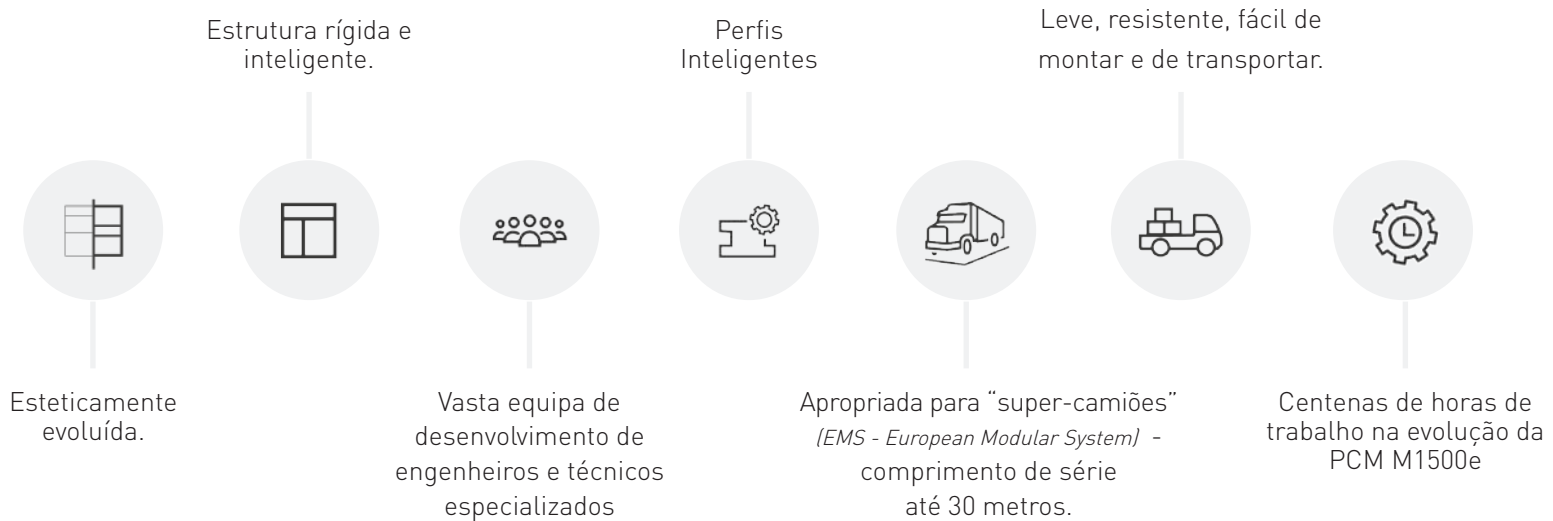 Estrutura rígida e
inteligente.
Perfis
Inteligentes
Leve, resistente, fácil de
montar e de transportar.
Esteticamente
evoluída.
Vasta equipa de
desenvolvimento de
engenheiros e técnicos
especializados
Apropriada para “super-camiões”
(EMS - European Modular System) -
comprimento de série
até 30 metros.
Centenas de horas de
trabalho na evolução da
PCM M1500e